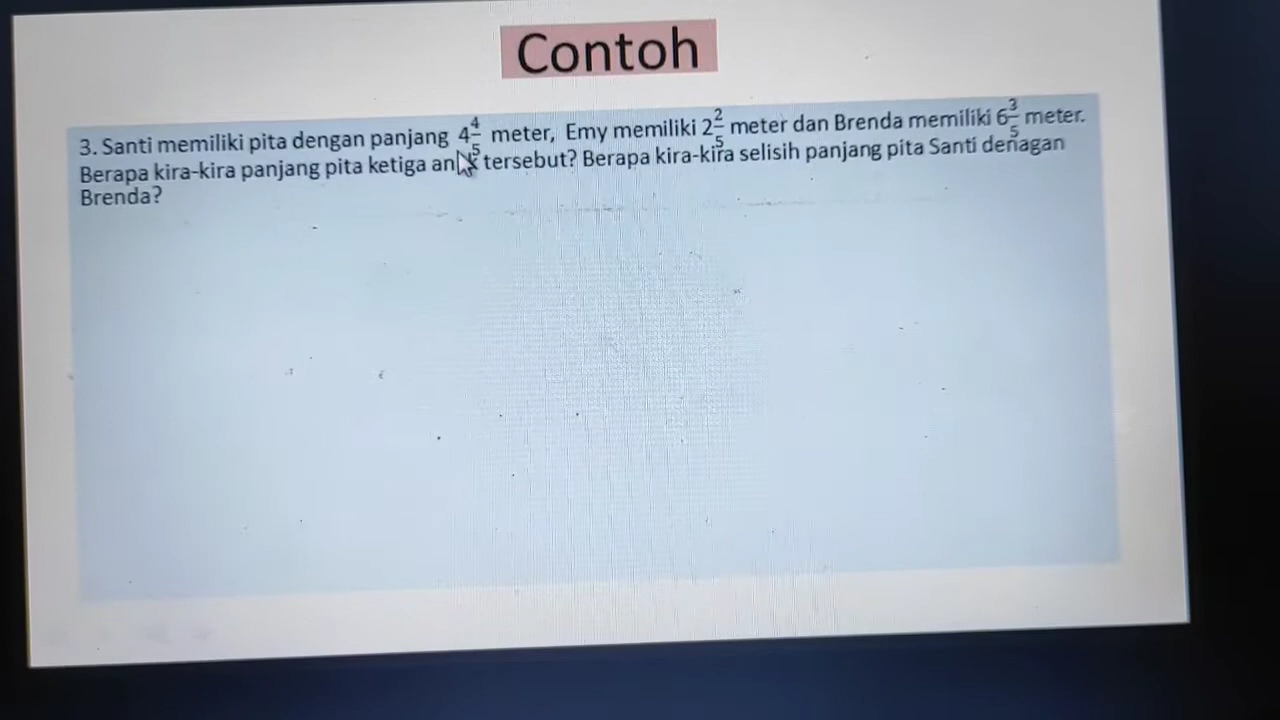 Contoh
3. Santi memiliki pita dengan panjang 4 4/5 meter, Emy memiliki 2 2/5 meter dan Brenda memiliki 6 3/5 meter.
Berapa kira-kira panjang pita ketiga an tersebut? Berapa kira-kira selisih panjang pita Santi denagan
Brenda?